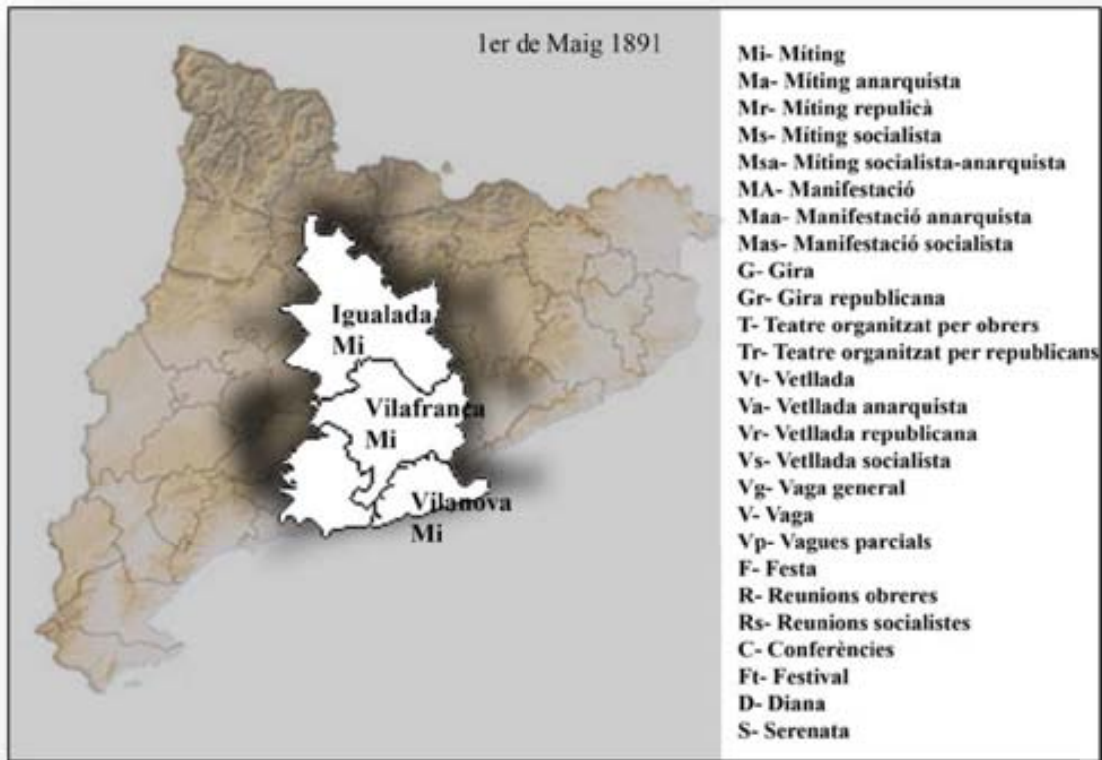 1er de Maig 1891
Igualada
Mi
Vilafranca
Mi
Vilanova
Mi
Mi- Míting
Ma- Míting anarquista
Mr- Míting repulicà
Ms- Míting socialista
Msa- Míting socialista-anarquista
MA- Manifestació
Maa- Manifestació anarquista
Mas- Manifestació socialista
G- Gira
Gr- Gira republicana
T- Teatre organitzat per obrers
Tr- Teatre organitzat per republicans
Vt- Vetllada
Va- Vetllada anarquista
Vr- Vetllada republicana
Vs- Vetllada socialista
Vg- Vaga general
V- Vaga
Vp- Vagues parcials
F- Festa
R- Reunions obreres
Rs- Reunions socialistes
C- Conferències
Ft- Festival
D- Diana
S- Serenata